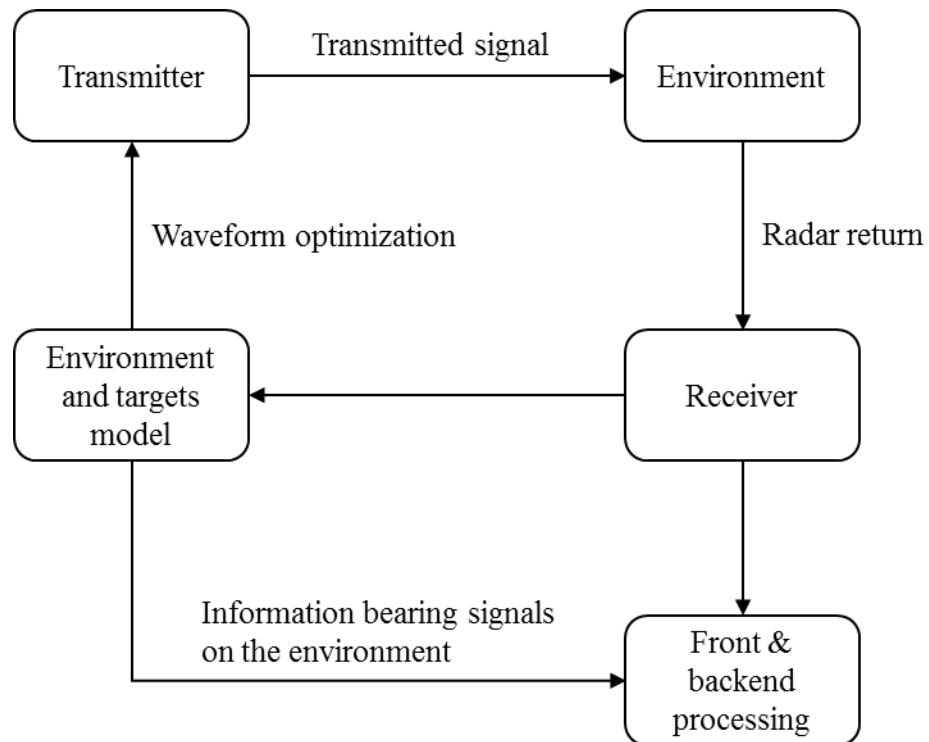 Transmitted signal
Transmitter
Environment
Waveform optimization
Radar return
Environment
and targets
model
Receiver
Information bearing signals
on the environment
Front &
backend
processing